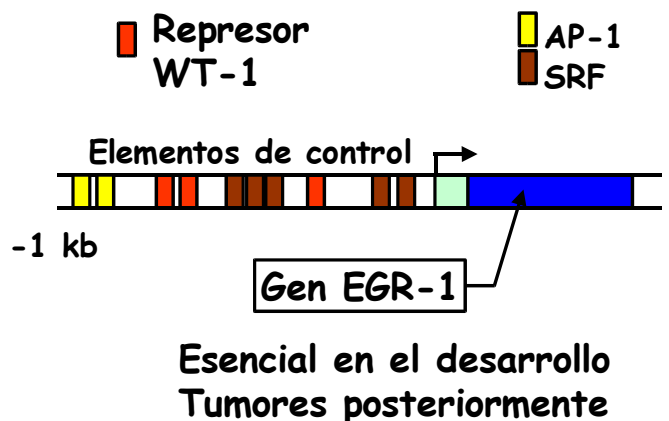 Represor
WT-1
AP-1
SRF
Elementos de control
-1 kb
Gen EGR-1
Esencial en el desarrollo
Tumores posteriormente